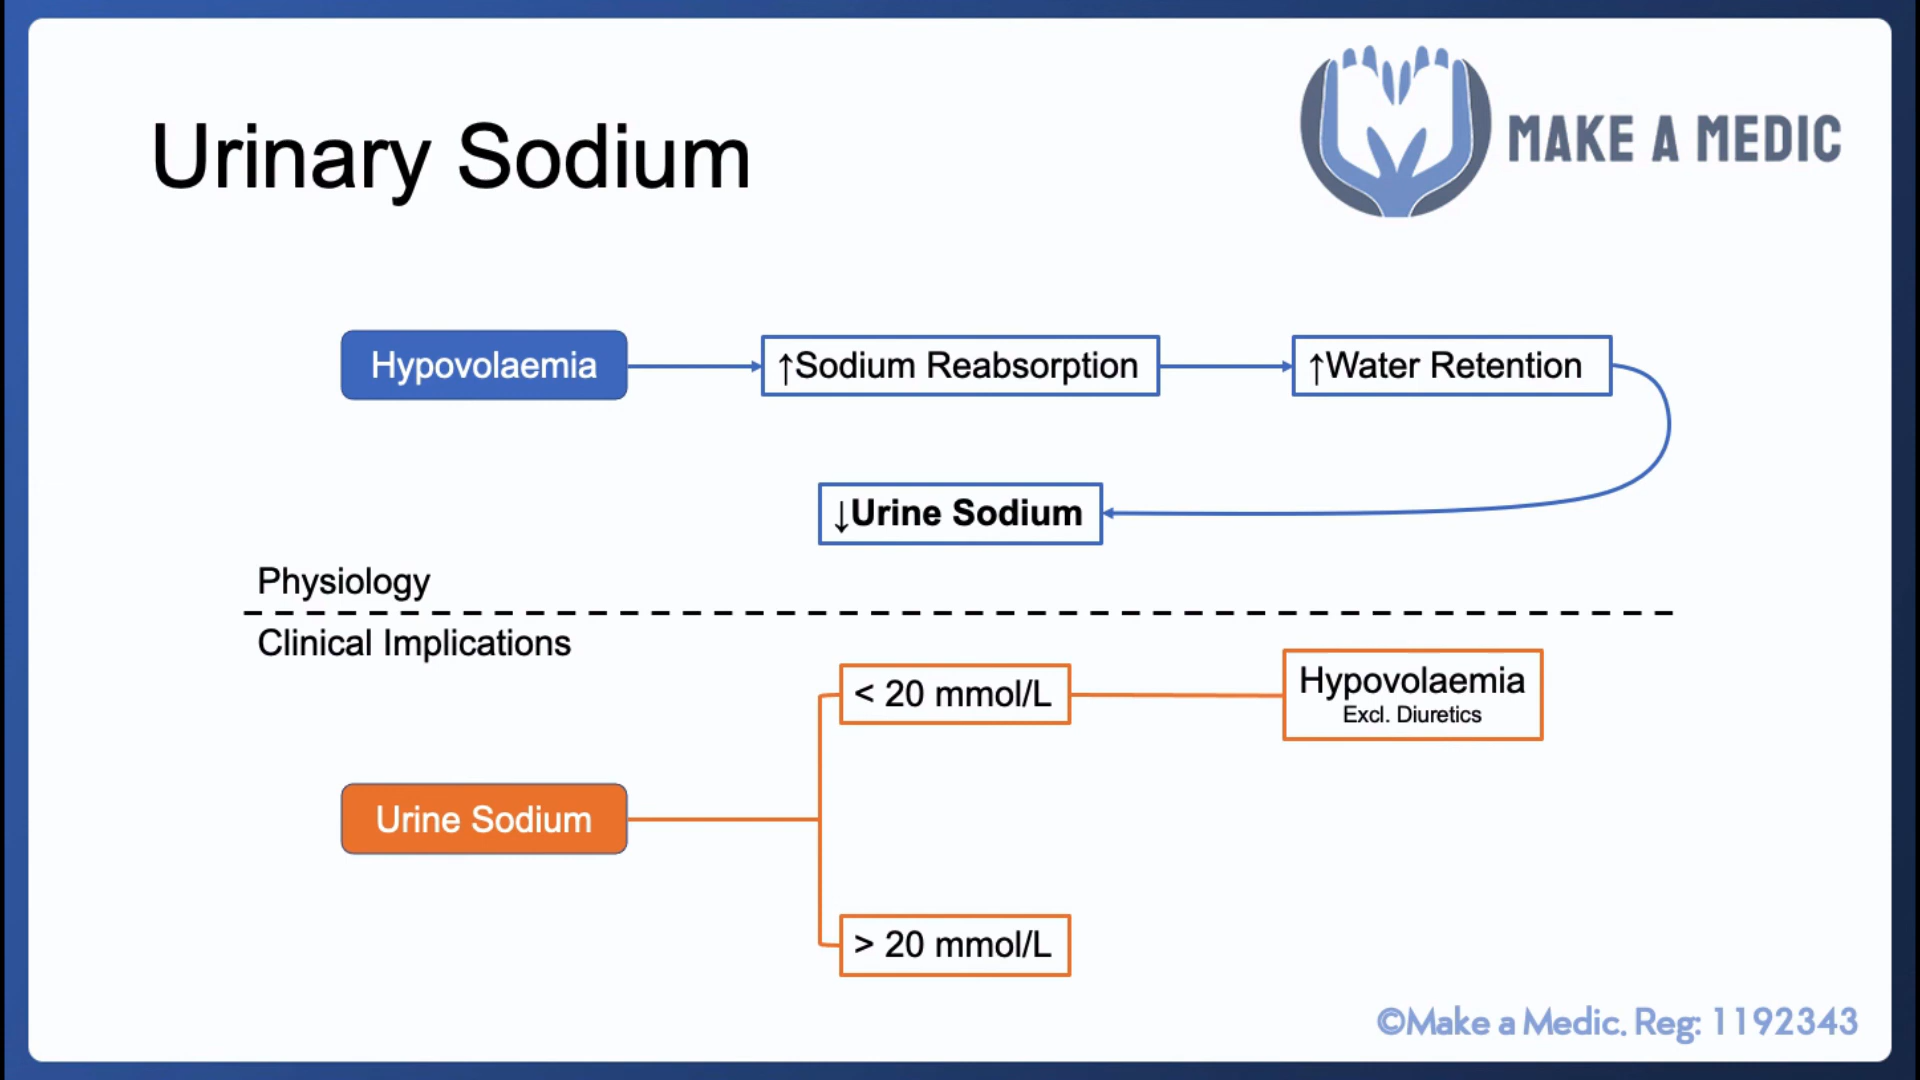 MAKE A MEDIC
Urinary Sodium
Hypovolaemia
↑Sodium Reabsorption
↑Water Retention
↓Urine Sodium
Physiology
Clinical Implications
< 20 mmol/L
Hypovolaemia
Excl. Diuretics
Urine Sodium
> 20 mmol/L
©Make a Medic. Reg: 1192343